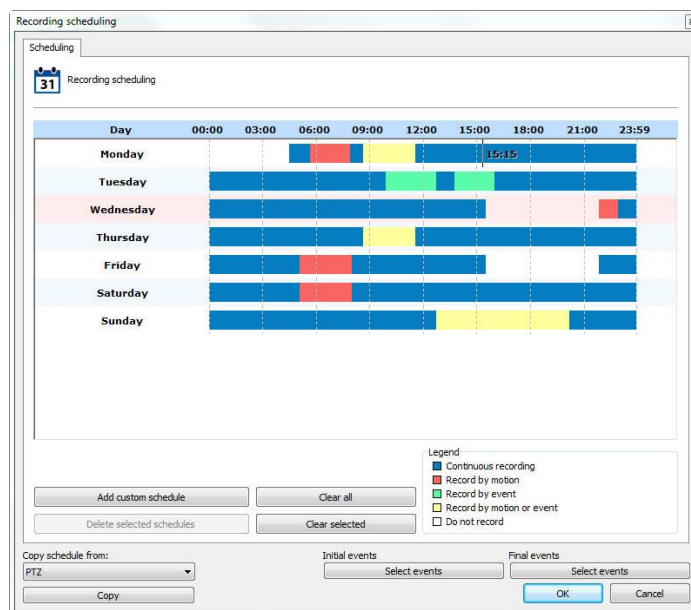 Recording scheduling
Scheduling
31 Recording scheduling
Day 00:00 03:00 06:00 09:00 12:00 15:00 18:00 21:00 23:59
Monday 15:15
Tuesday
Wednesday
Thursday
Friday
Saturday
Sunday
Legend
Continuous recording
Record by motion
Record by event
Record by motion or event
Do not record
Add custom schedule Clear all
Delete selected schedules Clear selected
Copy schedule from: Initial events Final events
PTZ Select events Select events
Copy OK Cancel